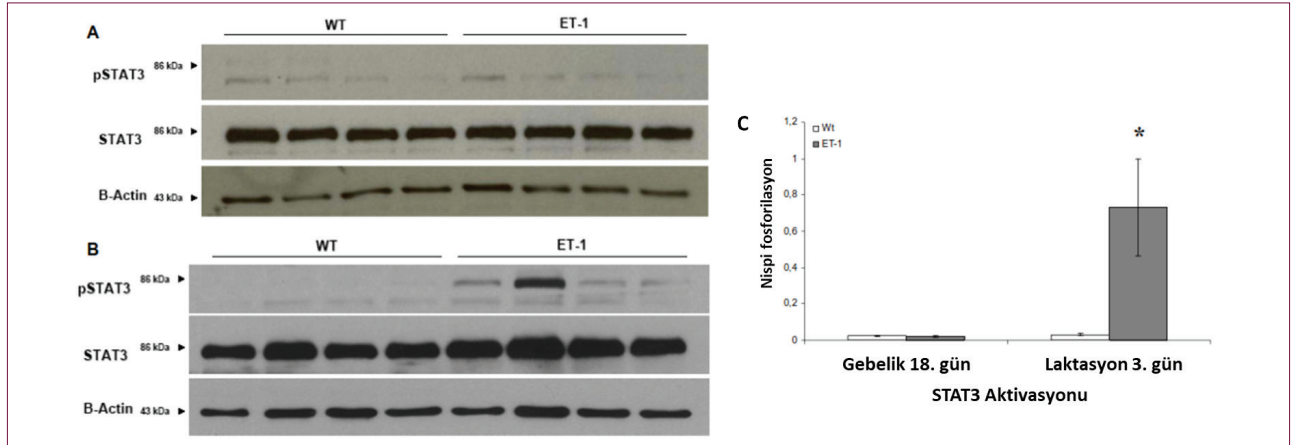 A
WT
ET-1
pSTAT3
86 kDa
STAT3
86 kDa
B-Actin
43 kDa
B
WT
ET-1
pSTAT3
86 kDa
STAT3
86 kDa
B-Actin
43 kDa
C
Nispi fosforilasyon
1,2
1
0,8
0,6
0,4
0,2
0
Wt
ET-1
*
Gebelik 18. gün
Laktasyon 3. gün
STAT3 Aktivasyonu